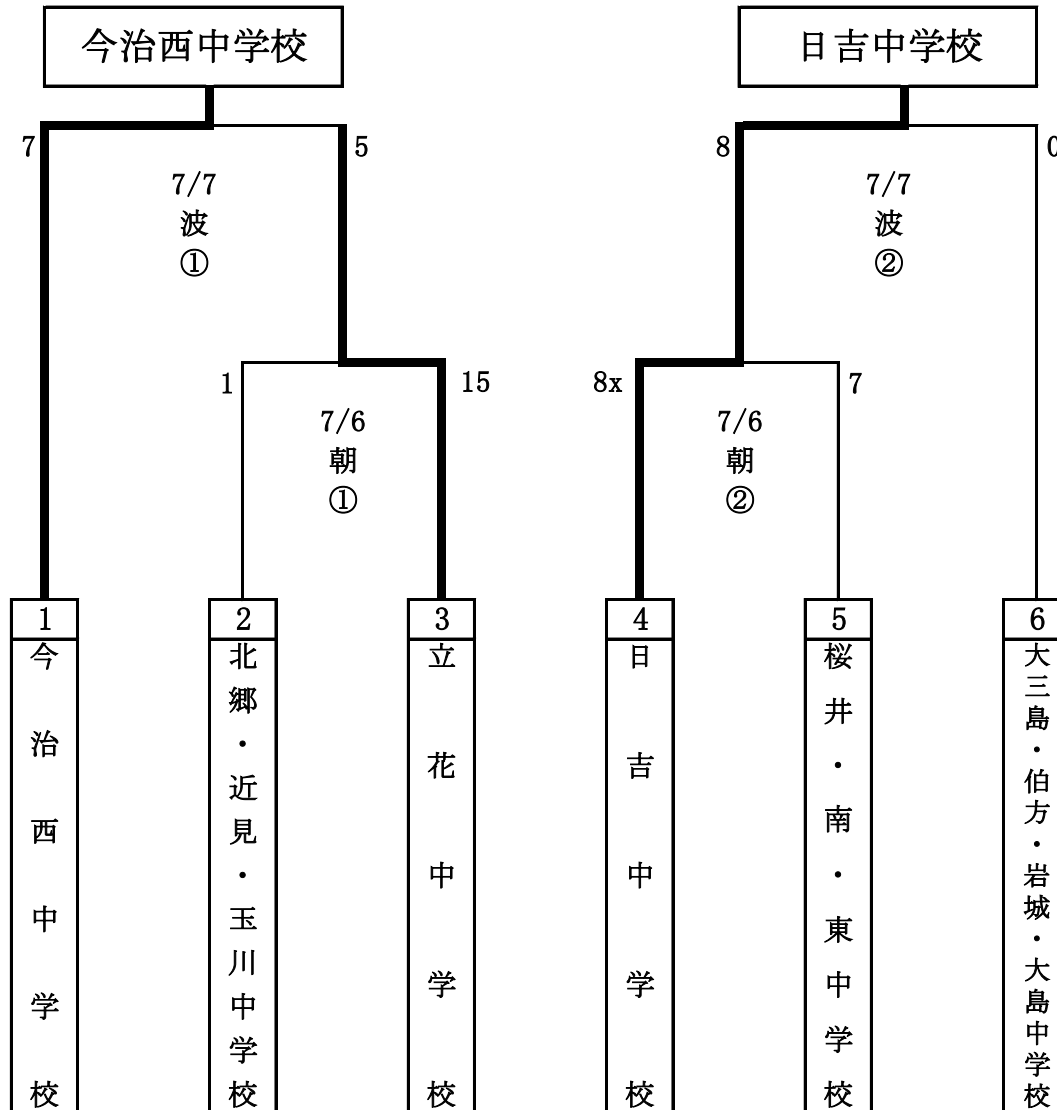 今治西中学校
日吉中学校
7
5
8
0
7/7
波
①
7/7
波
②
1
15
8x
7
7/6
朝
①
7/6
朝
②
1
2
3
4
5
6
今治西中学校
北郷・近見・玉川中学校
立花中学校
日吉中学校
桜井・南・東中学校
大三島・伯方・岩城・大島中学校